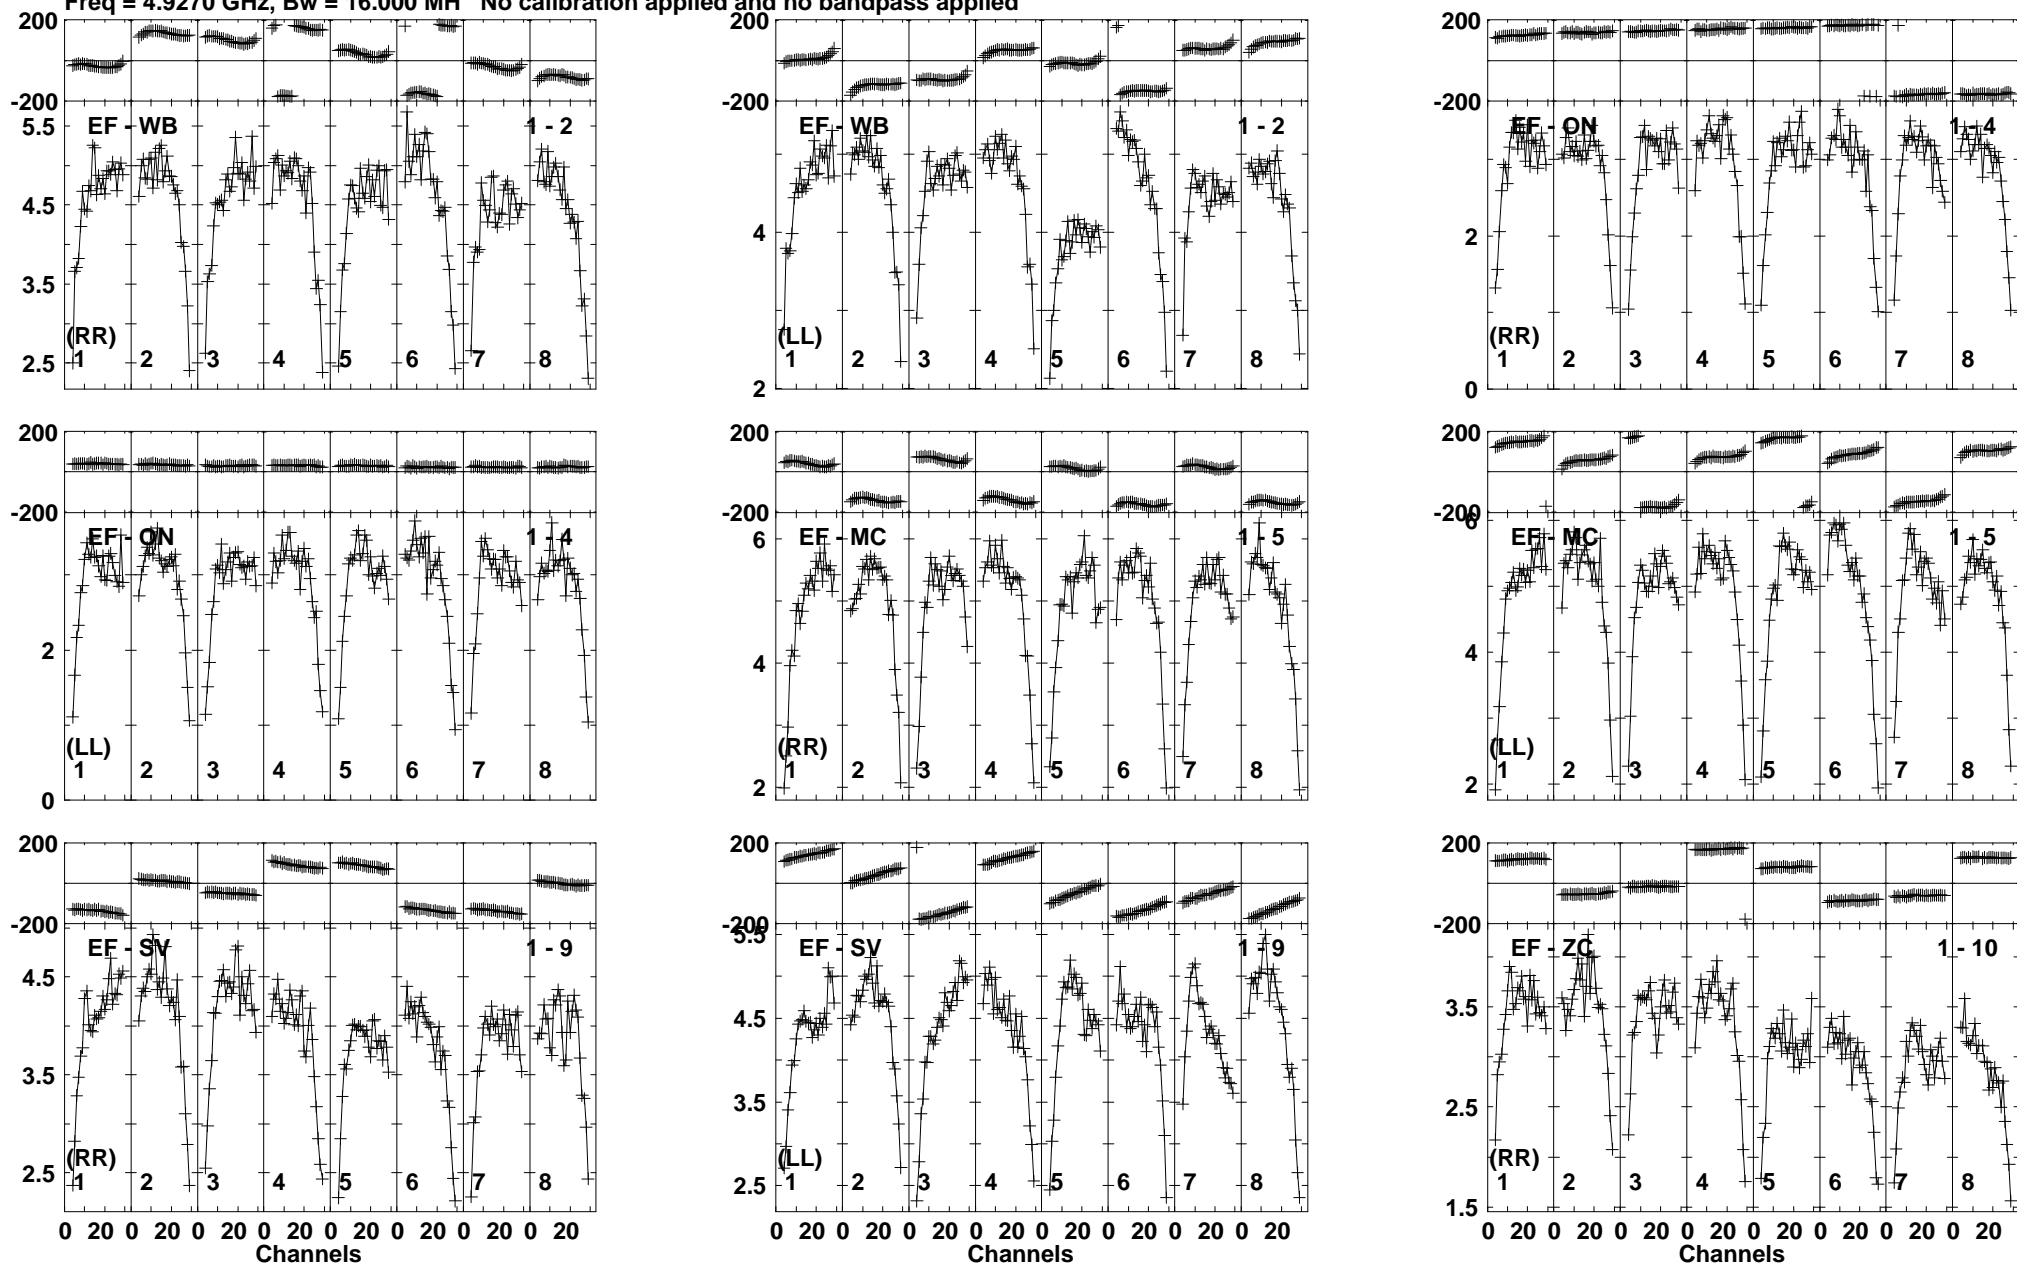 Freq = 4.9270 GHz, Bw = 16.000 MH No calibration applied and no bandpass applied
200 200 200
-200 -200 -200
EF - WB 1 - 2 EF - WB 1 - 2 EF - ON 1 - 4
5.5
4.5 4 2
3.5
(RR) (LL) (RR)
2.5 1 2 3 4 5 6 7 8 1 2 3 4 5 6 7 8 1 2 3 4 5 6 7 8
2 0
200 200 200
-200 -200 -200
EF - ON 1 - 4 EF - MC 1 - 5 EF - MC 1 - 5
6 6
2 4 4
(LL) (RR) (LL)
1 2 3 4 5 6 7 8 1 2 3 4 5 6 7 8 1 2 3 4 5 6 7 8
0 2 2
200 200 200
-200 -200 -200
EF - SV 1 - 9 EF - SV 1 - 9 EF - ZC 1 - 10
5.5
4.5 4.5 3.5
3.5 3.5 2.5
(RR) (LL) (RR)
2.5 1 2 3 4 5 6 7 8 2.5 1 2 3 4 5 6 7 8 1 2 3 4 5 6 7 8
1.5
0 20 0 20 0 20 0 20 0 20 0 20 0 20 0 20 0 20 0 20 0 20 0 20 0 20 0 20 0 20 0 20 0 20 0 20 0 20 0 20 0 20 0 20 0 20 0 20
Channels Channels Channels